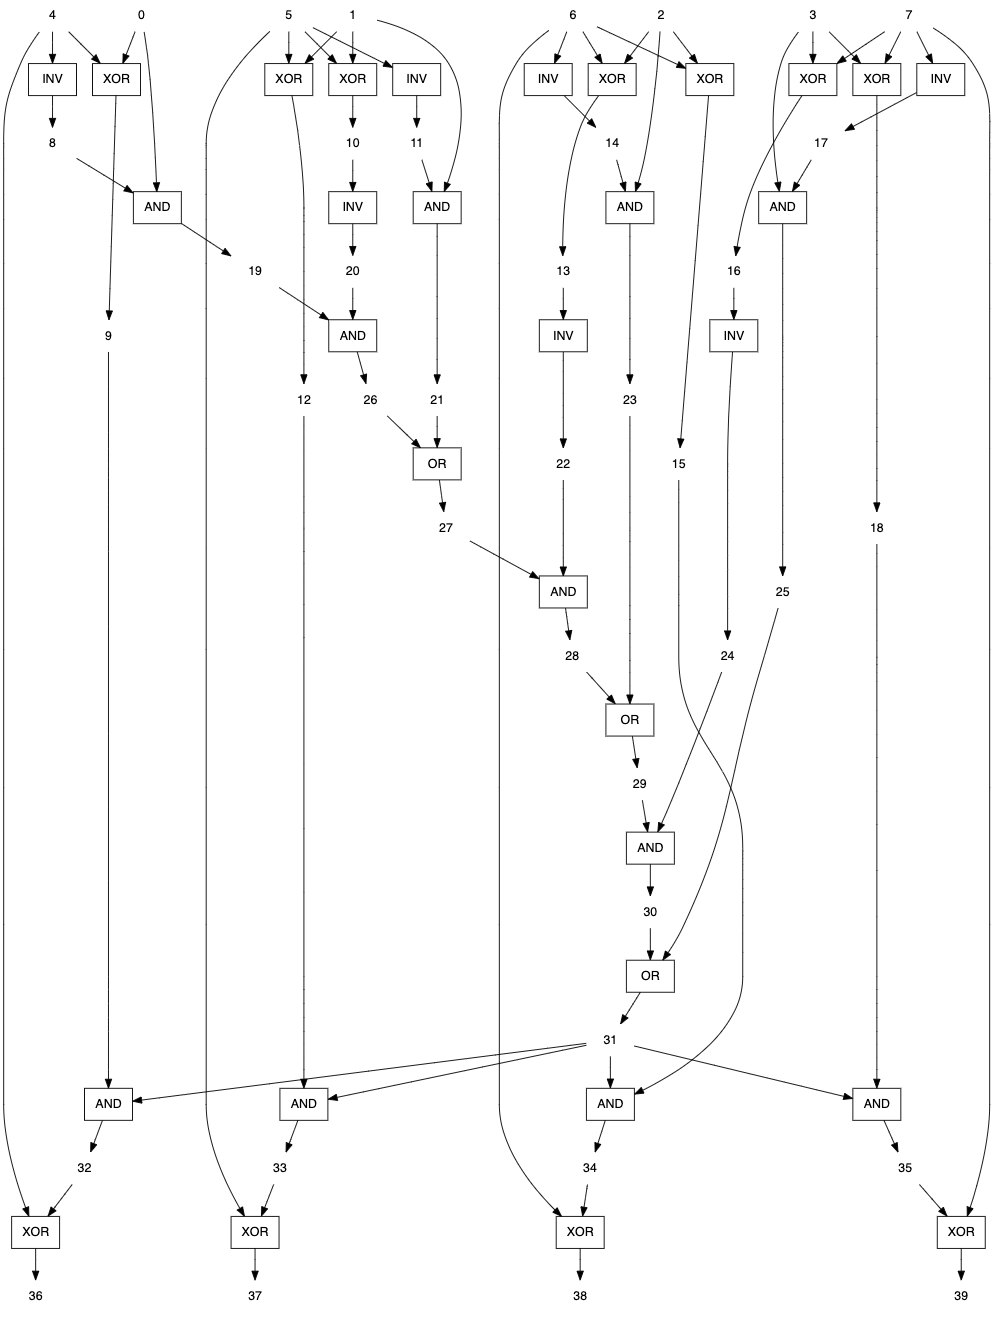 4 0 5 1 6 2 3 7
INV XOR XOR XOR INV INV XOR XOR XOR XOR INV
8 10 11 14 17
AND INV AND AND AND
19 20 13 16
9 AND INV INV
12 26 21 23
OR 22 15
27 18
AND 25
28 24
OR
29
AND
30
OR
31
AND AND AND AND
32 33 34 35
XOR XOR XOR XOR
36 37 38 39